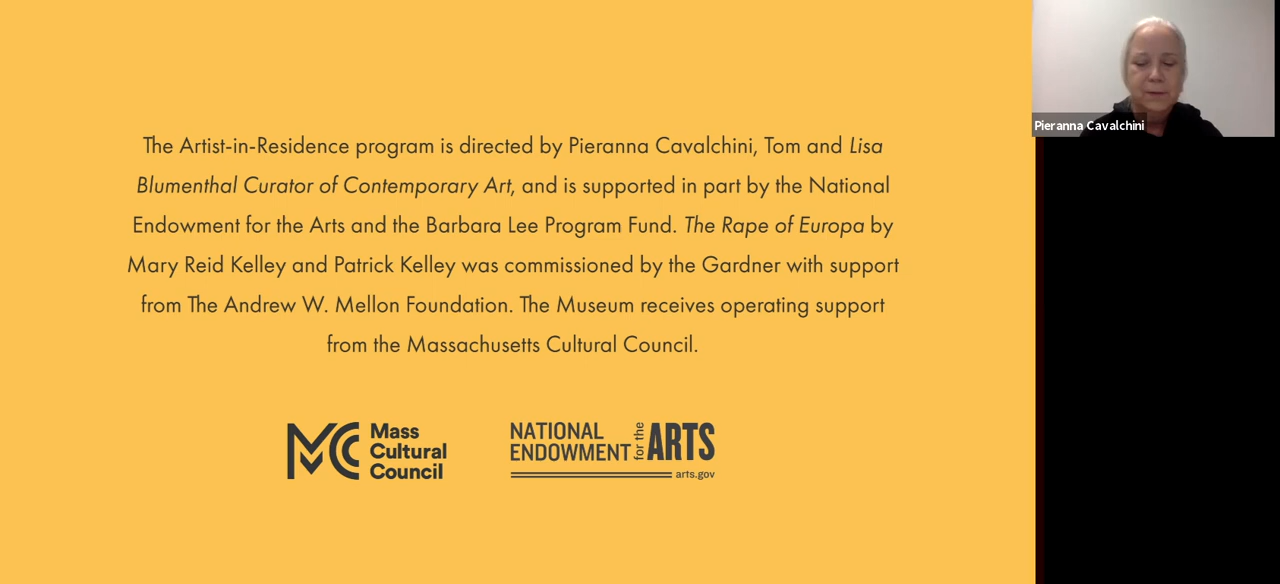 The Artist-in-Residence program is directed by Pieranna Cavalchini, Tom and Lisa
Blumenthal Curator of Contemporary Art, and is supported in part by the National
Endowment for the Arts and the Barbara Lee Program Fund. The Rape of Europa by
Mary Reid Kelley and Patrick Kelley was commissioned by the Gardner with support
from The Andrew W. Mellon Foundation. The Museum receives operating support
from the Massachusetts Cultural Council.
MCC
Mass
Cultural
Council
NATIONAL
ENDOWMENT
for the
ARTS
arts.gov
Pieranna Cavalchini